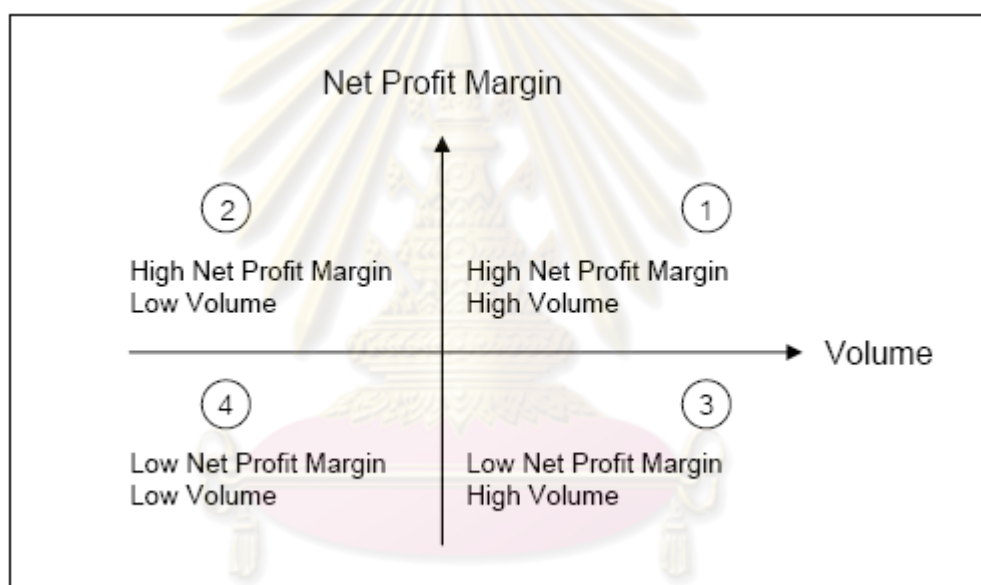 Net Profit Margin
2
1
High Net Profit Margin
Low Volume
High Net Profit Margin
High Volume
Volume
4
3
Low Net Profit Margin
Low Volume
Low Net Profit Margin
High Volume